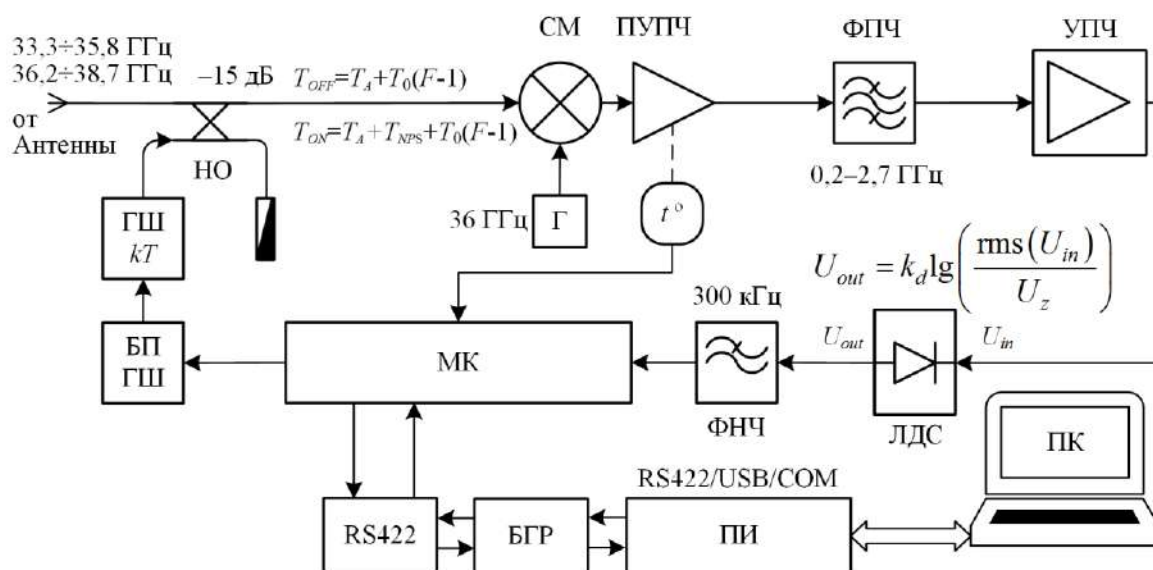 33,3÷35,8 ГГц
36,2÷38,7 ГГц
от
Антенны
–15 дБ
НО
T_OFF=T_A+T_0(F-1)
T_ON=T_A+T_NPS+T_0(F-1)
СМ
ПУПЧ
ФПЧ
УПЧ
36 ГГц
Г
t°
0,2–2,7 ГГц
ГШ
kT
БП
ГШ
МК
300 кГц
ФНЧ
U_out = k_d lg(rms(U_in)/U_z)
U_out
U_in
ЛДС
ПК
RS422/USB/COM
RS422
БГР
ПИ